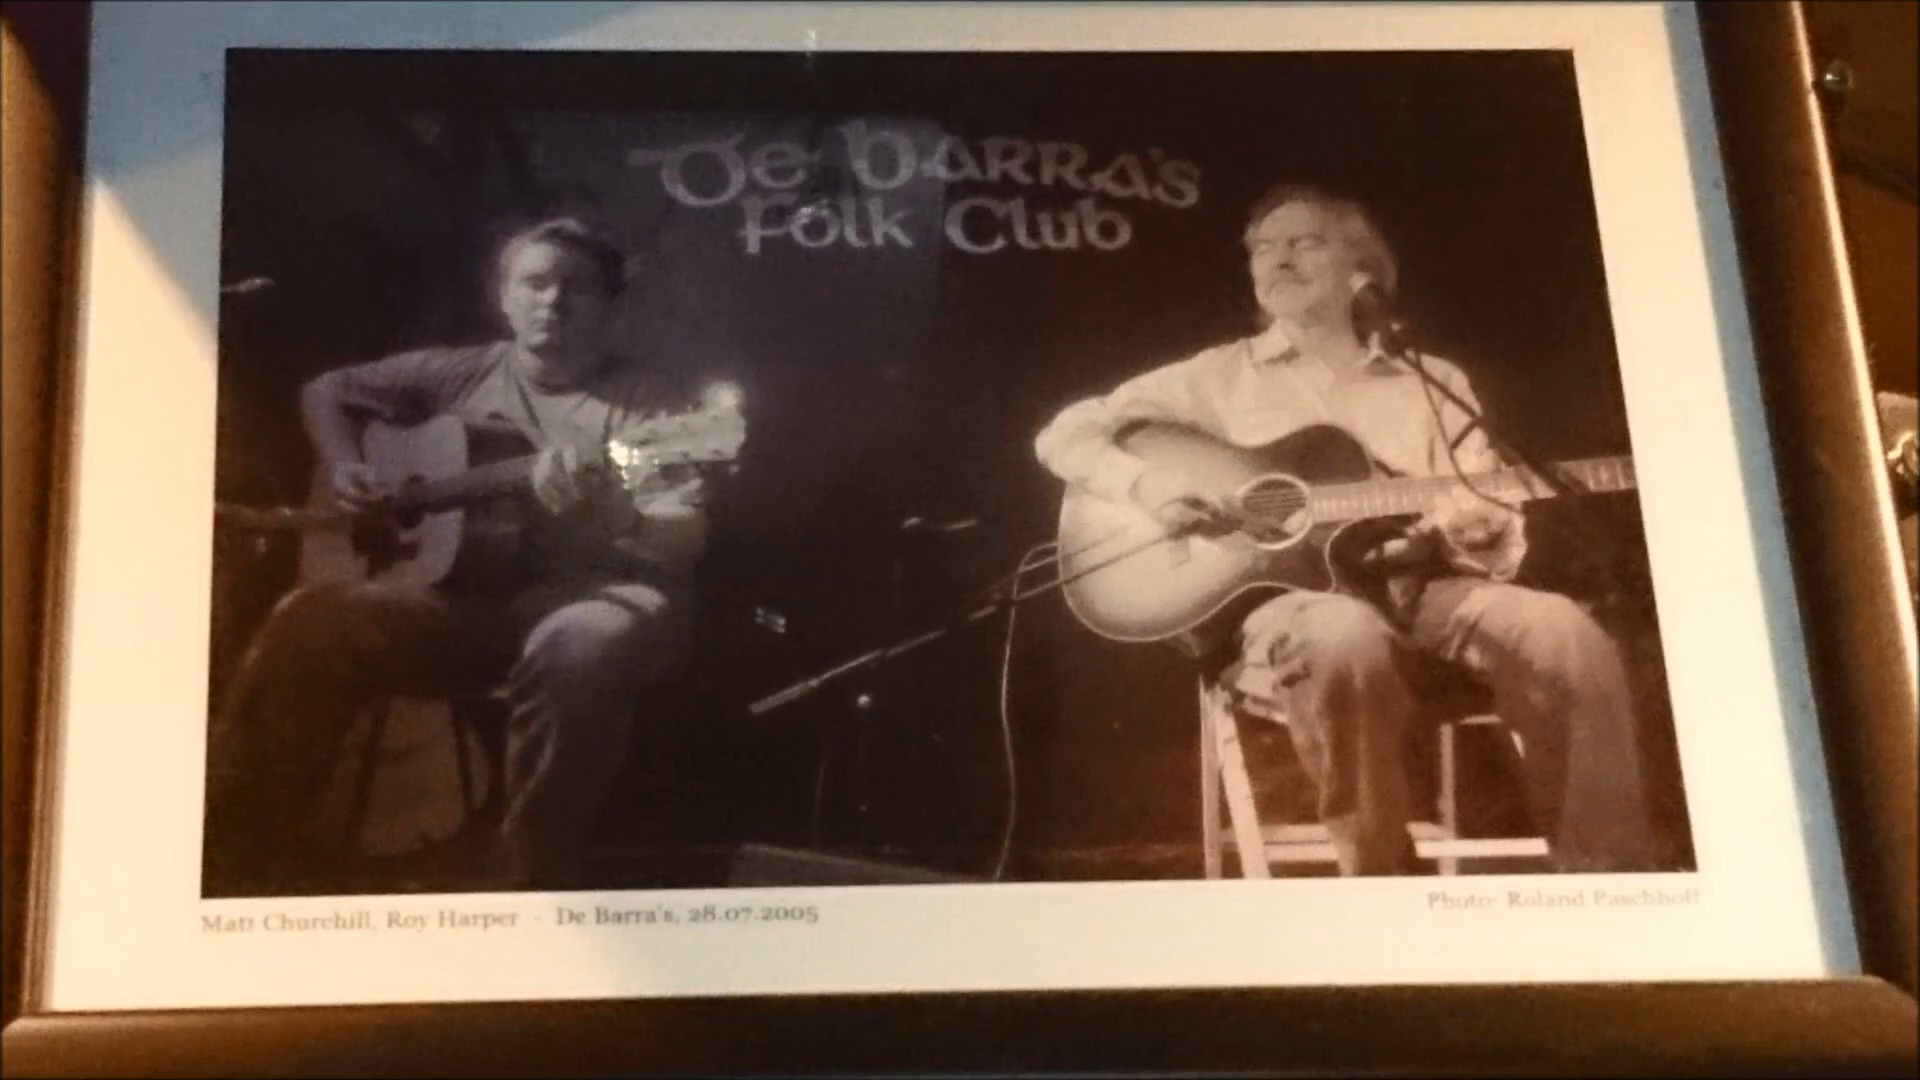 De Barra's
Folk Club
Matt Churchill, Roy Harper - De Barra's, 28.07.2005
Photo: Roland Paschhoff